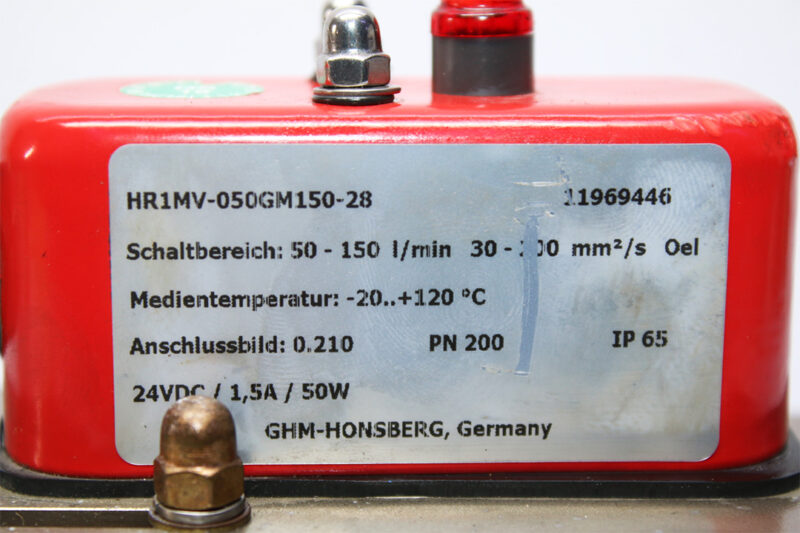 HR1MV-050GM150-28 11969446
Schaltbereich: 50 - 150 l/min 30 - 00 mm²/s Oel
Medientemperatur: -20..+120 °C
Anschlussbild: 0.210 PN 200 IP 65
24VDC / 1,5A / 50W
GHM-HONSBERG, Germany